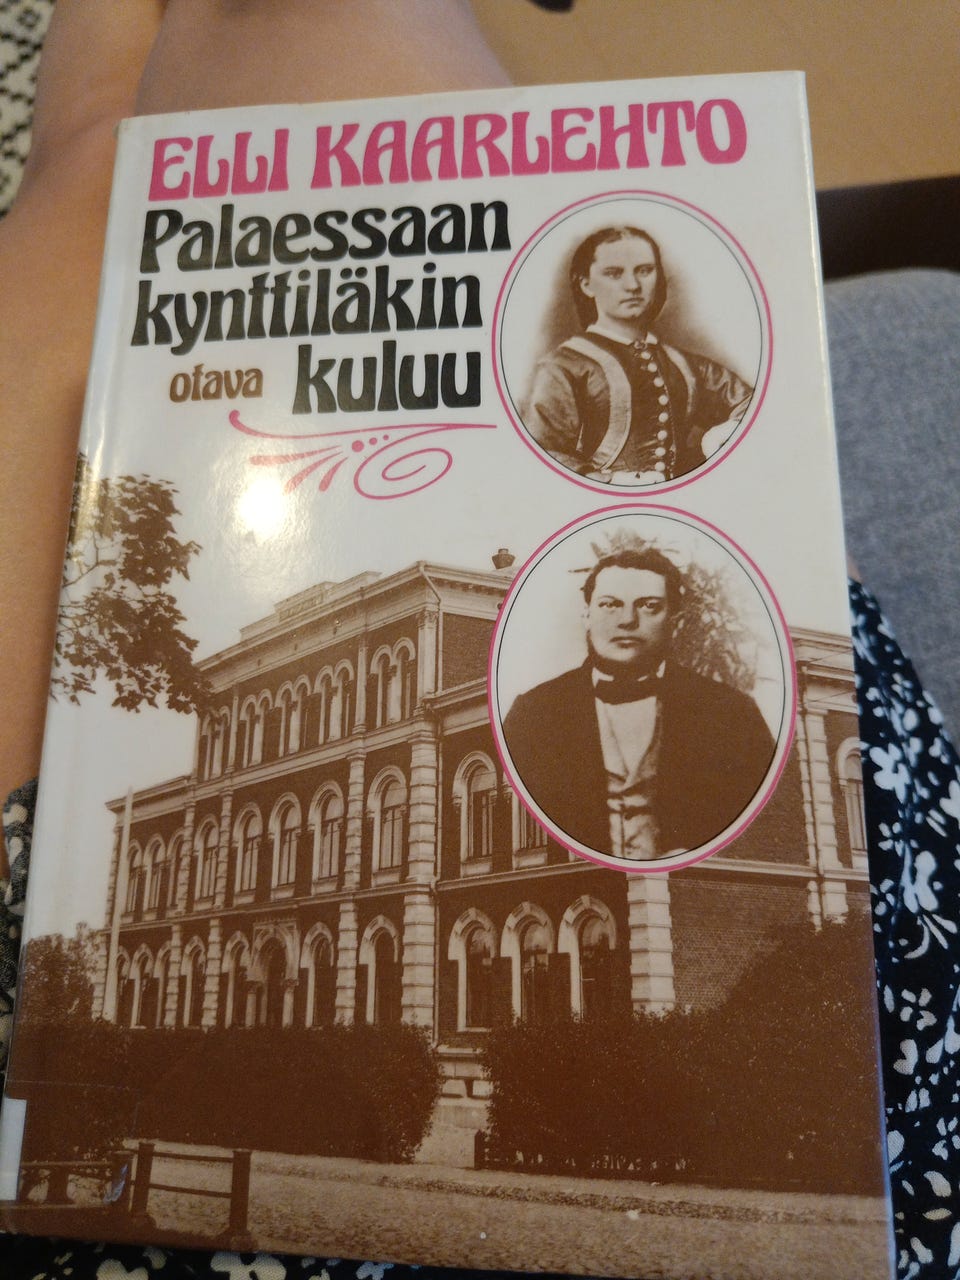 ELLI KAARLEHTO
Palaessaan
kynttiläkin
otava kuluu